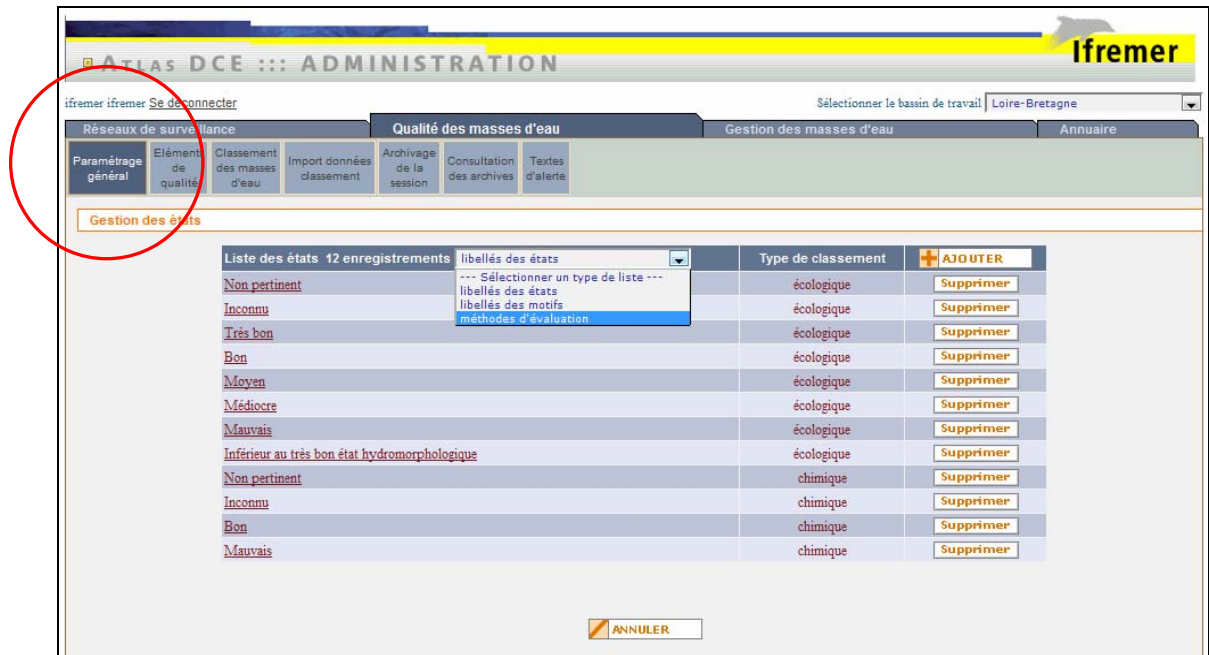 Ifremer
ATLAS DCE ::: ADMINISTRATION
ifremer ifremer Se déconnecter
Sélectionner le bassin de travail Loire-Bretagne
Réseaux de surveillance
Qualité des masses d'eau
Gestion des masses d'eau
Annuaire
Paramétrage général
Eléments de qualité
Classement des masses d'eau
Import données classement
Archivage de la session
Consultation des archives
Textes d'alerte
Gestion des états
Liste des états 12 enregistrements libellés des états Type de classement AJOUTER
--- Sélectionner un type de liste ---
libellés des états
libellés des motifs
méthodes d'évaluation
Non pertinent écologique Supprimer
Inconnu écologique Supprimer
Très bon écologique Supprimer
Bon écologique Supprimer
Moyen écologique Supprimer
Médiocre écologique Supprimer
Mauvais écologique Supprimer
Inférieur au très bon état hydromorphologique écologique Supprimer
Non pertinent chimique Supprimer
Inconnu chimique Supprimer
Bon chimique Supprimer
Mauvais chimique Supprimer
ANNULER